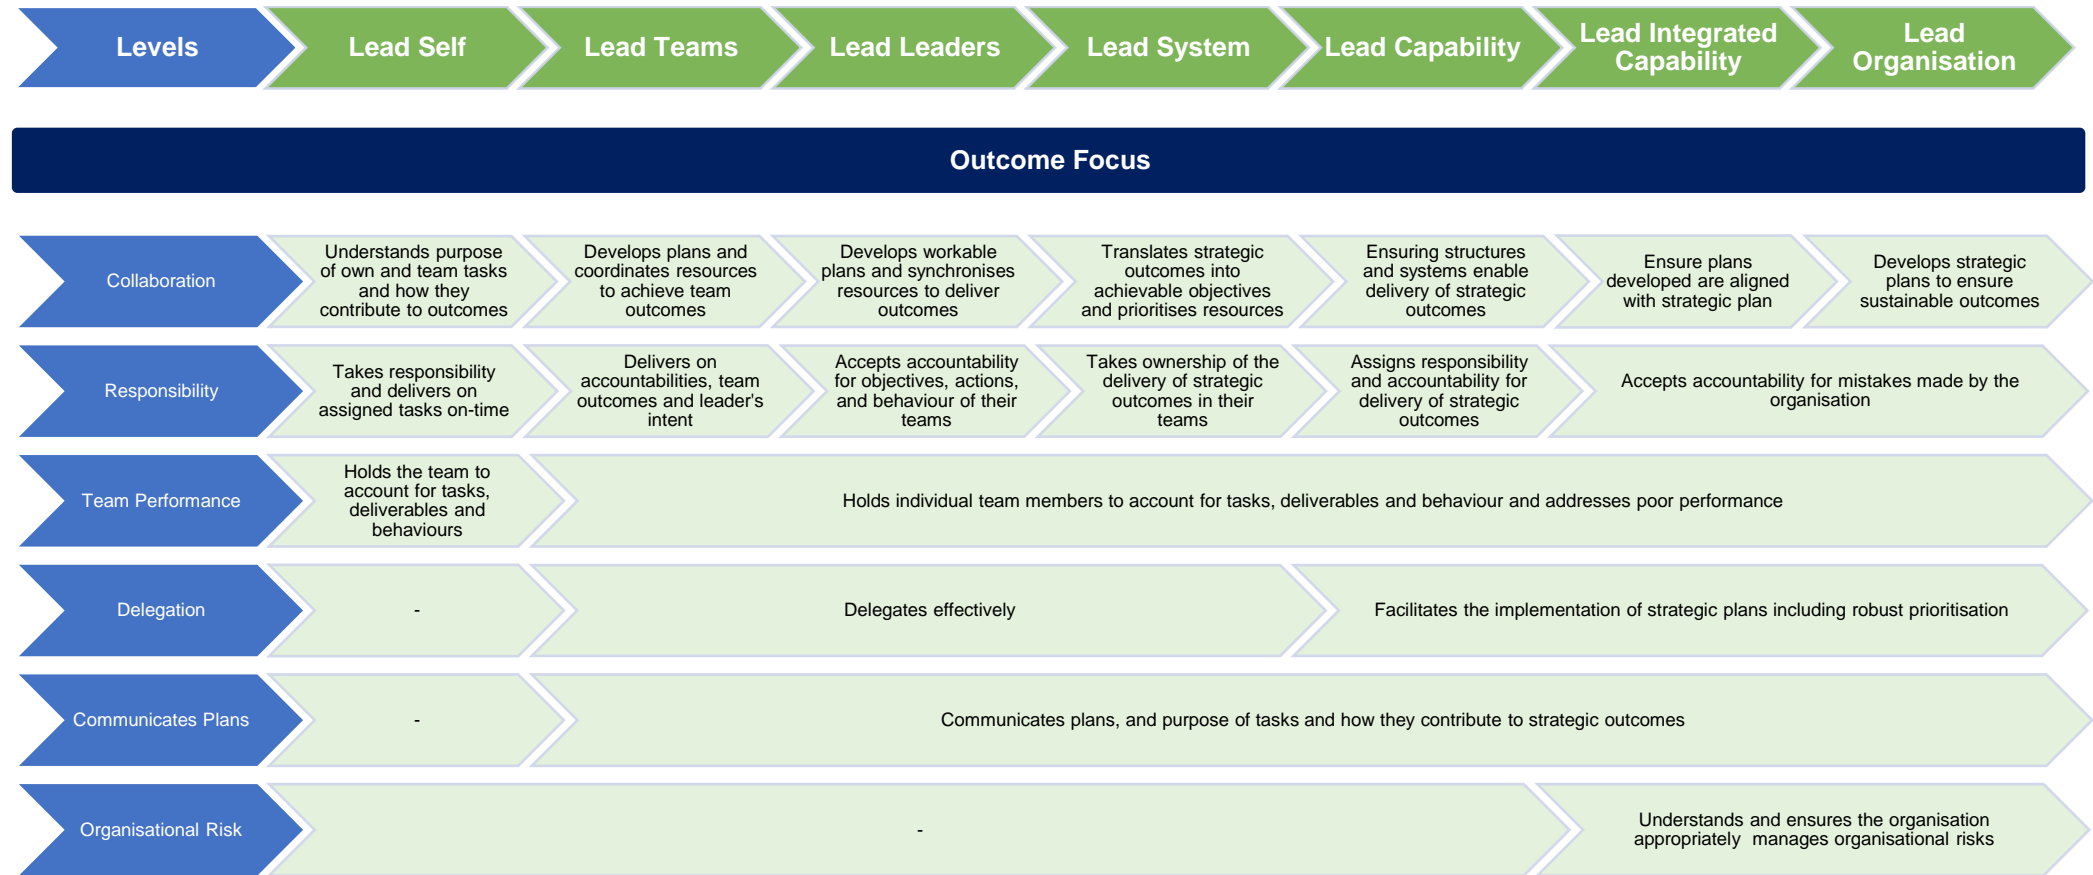 Levels
Lead Self
Lead Teams
Lead Leaders
Lead System
Lead Capability
Lead Integrated
Capability
Lead
Organisation
Outcome Focus
Collaboration
Understands purpose
of own and team tasks
and how they
contribute to outcomes
Develops plans and
coordinates resources
to achieve team
outcomes
Develops workable
plans and synchronises
resources to deliver
outcomes
Translates strategic
outcomes into
achievable objectives
and prioritises resources
Ensuring structures
and systems enable
delivery of strategic
outcomes
Ensure plans
developed are aligned
with strategic plan
Develops strategic
plans to ensure
sustainable outcomes
Responsibility
Takes responsibility
and delivers on
assigned tasks on-time
Delivers on
accountabilities, team
outcomes and leader's
intent
Accepts accountability
for objectives, actions,
and behaviour of their
teams
Takes ownership of the
delivery of strategic
outcomes in their
teams
Assigns responsibility
and accountability for
delivery of strategic
outcomes
Accepts accountability for mistakes made by the
organisation
Team Performance
Holds the team to
account for tasks,
deliverables and
behaviours
Holds individual team members to account for tasks, deliverables and behaviour and addresses poor performance
Delegation
-
Delegates effectively
Facilitates the implementation of strategic plans including robust prioritisation
Communicates Plans
-
Communicates plans, and purpose of tasks and how they contribute to strategic outcomes
Organisational Risk
-
Understands and ensures the organisation
appropriately  manages organisational risks